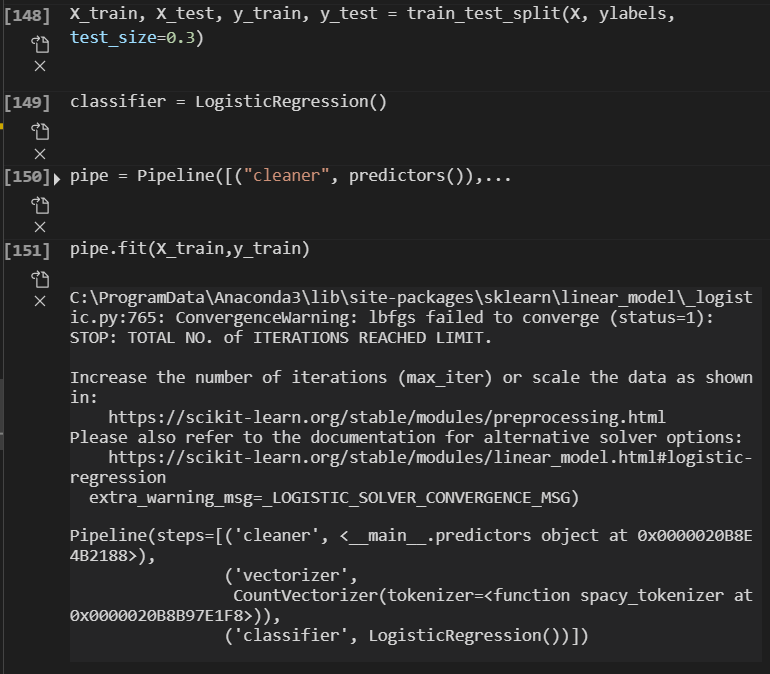 [148] X_train, X_test, y_train, y_test = train_test_split(X, ylabels,
test_size=0.3)
[149] classifier = LogisticRegression()
[150] pipe = Pipeline([("cleaner", predictors()),...
[151] pipe.fit(X_train,y_train)
C:\ProgramData\Anaconda3\lib\site-packages\sklearn\linear_model\_logist
ic.py:765: ConvergenceWarning: lbfgs failed to converge (status=1):
STOP: TOTAL NO. of ITERATIONS REACHED LIMIT.
Increase the number of iterations (max_iter) or scale the data as shown
in:
https://scikit-learn.org/stable/modules/preprocessing.html
Please also refer to the documentation for alternative solver options:
https://scikit-learn.org/stable/modules/linear_model.html#logistic-
regression
extra_warning_msg=_LOGISTIC_SOLVER_CONVERGENCE_MSG)
Pipeline(steps=[('cleaner', <__main__.predictors object at 0x0000020B8E
4B2188>),
('vectorizer',
CountVectorizer(tokenizer=<function spacy_tokenizer at
0x0000020B8B97E1F8>)),
('classifier', LogisticRegression())])